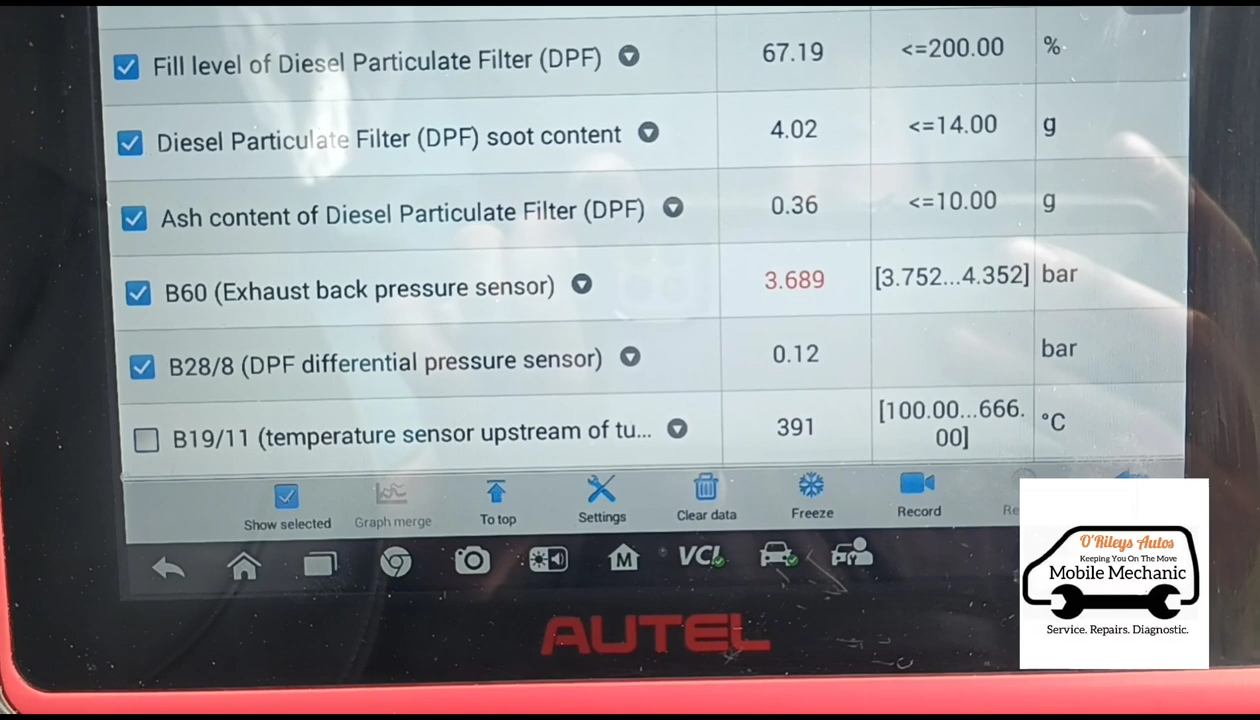 Fill level of Diesel Particulate Filter (DPF) 67.19 <=200.00 %
Diesel Particulate Filter (DPF) soot content 4.02 <=14.00 g
Ash content of Diesel Particulate Filter (DPF) 0.36 <=10.00 g
B60 (Exhaust back pressure sensor) 3.689 [3.752...4.352] bar
B28/8 (DPF differential pressure sensor) 0.12 bar
B19/11 (temperature sensor upstream of tu... 391 [100.00...666.
00] °C
Show selected Graph merge To top Settings Clear data Freeze Record Re
M VCI
AUTEL
O'Rileys Autos
Keeping You On The Move
Mobile Mechanic
Service. Repairs. Diagnostic.